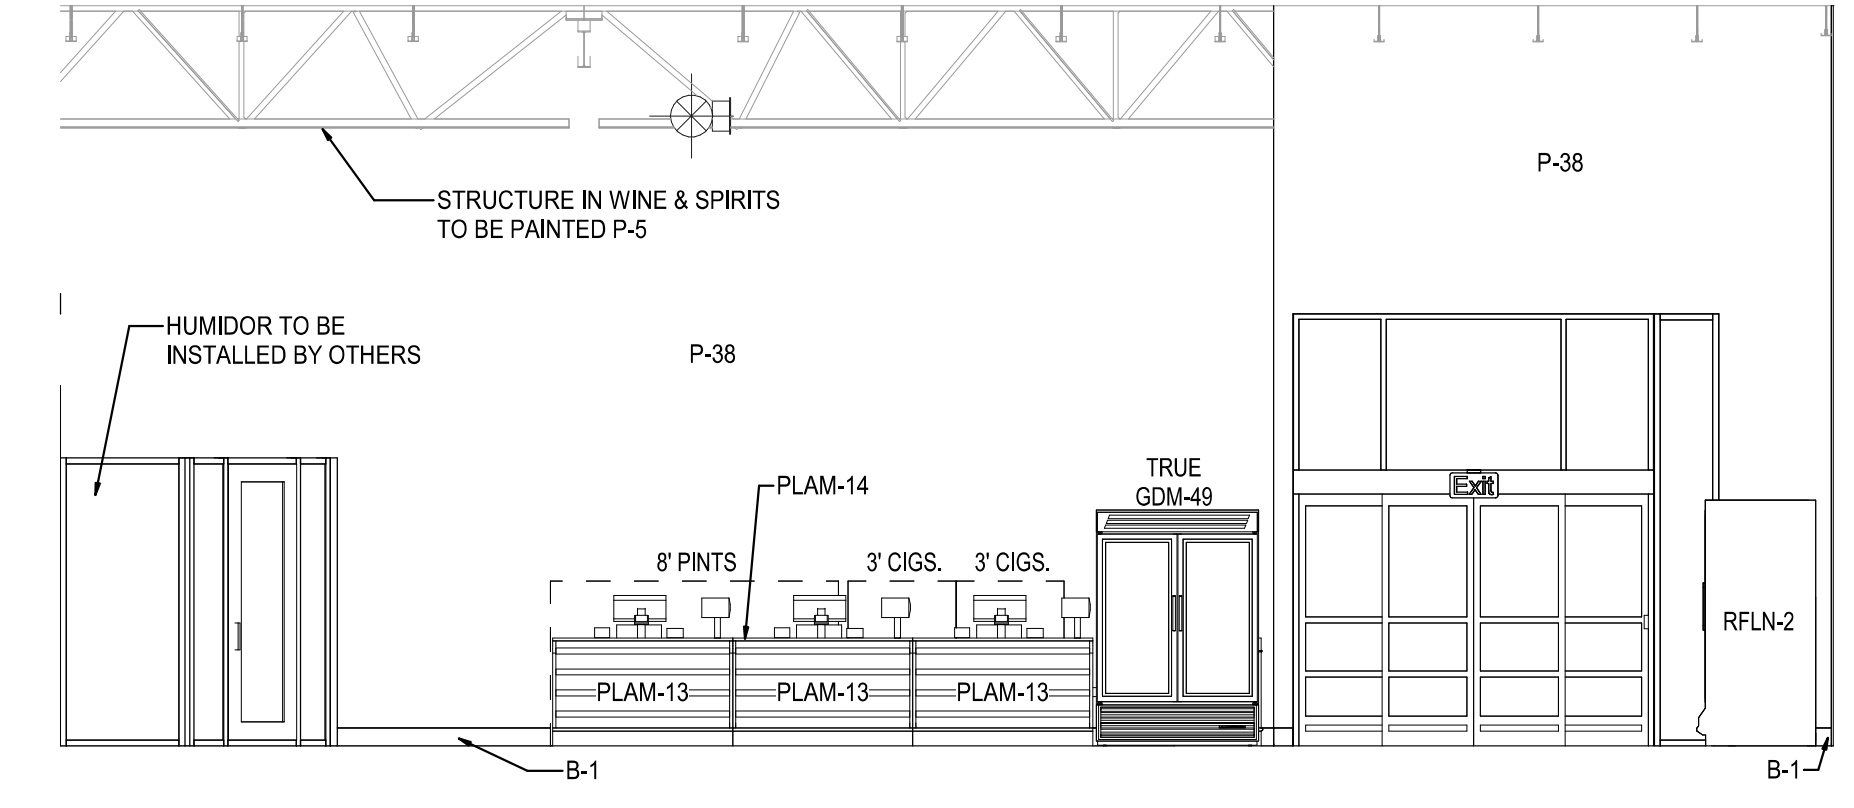 P-38
STRUCTURE IN WINE & SPIRITS
TO BE PAINTED P-5
HUMIDOR TO BE
INSTALLED BY OTHERS
P-38
TRUE
GDM-49
PLAM-14
Exit
8' PINTS
3' CIGS.
3' CIGS.
RFLN-2
PLAM-13
PLAM-13
PLAM-13
B-1
B-1